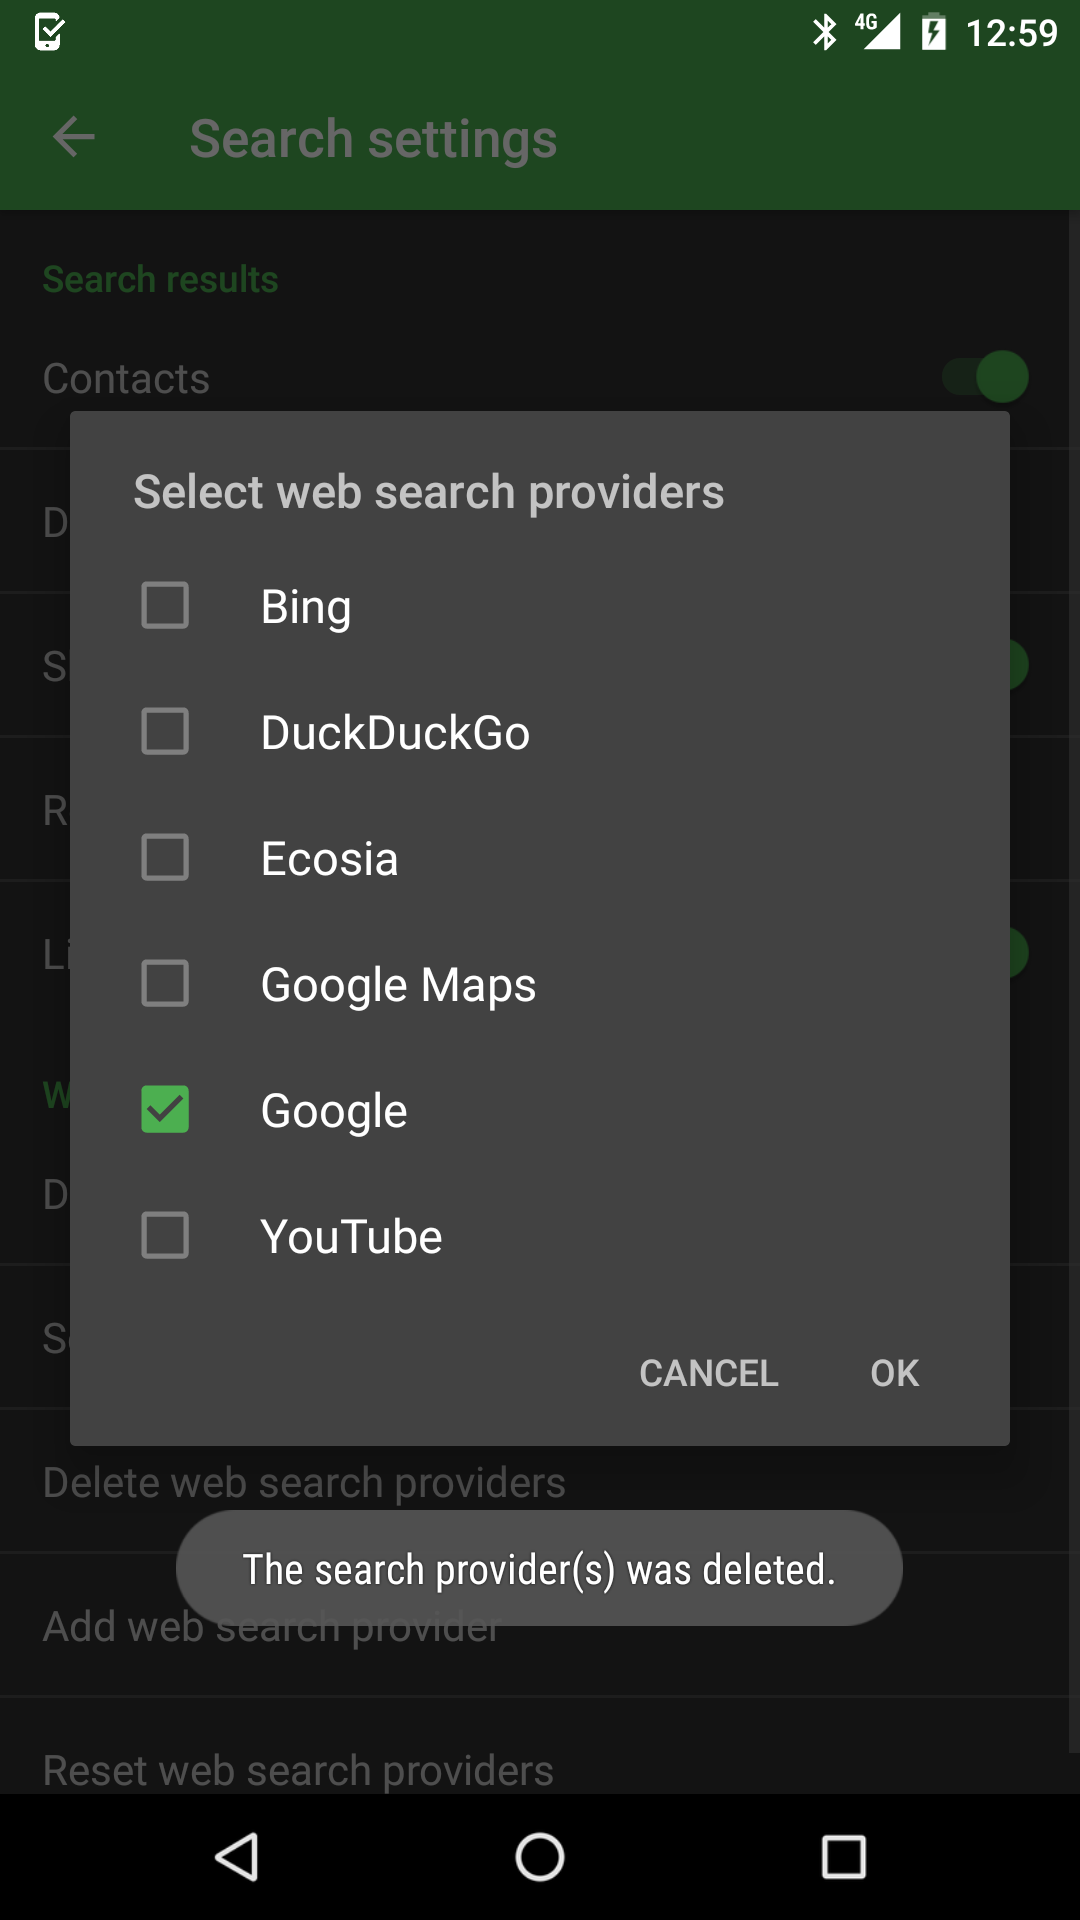 4G 12:59
Search settings
Search results
Contacts
Select web search providers
Bing
DuckDuckGo
Ecosia
Google Maps
Google
YouTube
CANCEL OK
Delete web search providers
The search provider(s) was deleted.
Add web search provider
Reset web search providers